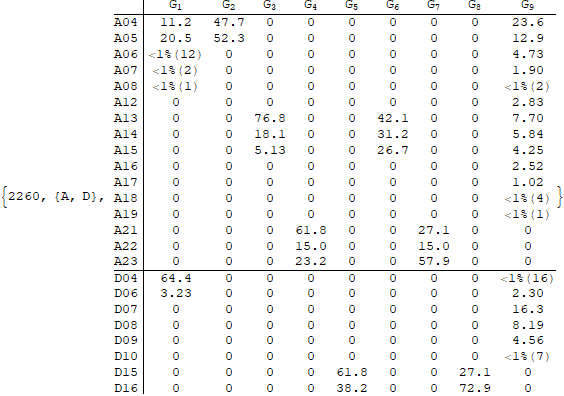 G₁ G₂ G₃ G₄ G₅ G₆ G₇ G₈ G₉
A04 11.2 47.7 0 0 0 0 0 0 23.6
A05 20.5 52.3 0 0 0 0 0 0 12.9
A06 <1%(12) 0 0 0 0 0 0 0 4.73
A07 <1%(2) 0 0 0 0 0 0 0 1.90
A08 <1%(1) 0 0 0 0 0 0 0 <1%(2)
A12 0 0 0 0 0 0 0 0 2.83
A13 0 0 76.8 0 0 42.1 0 0 7.70
A14 0 0 18.1 0 0 31.2 0 0 5.84
A15 0 0 5.13 0 0 26.7 0 0 4.25
A16 0 0 0 0 0 0 0 0 2.52
A17 0 0 0 0 0 0 0 0 1.02
{2260, {A, D}, A18 0 0 0 0 0 0 0 0 <1%(4) }
A19 0 0 0 0 0 0 0 0 <1%(1)
A21 0 0 0 61.8 0 0 27.1 0 0
A22 0 0 0 15.0 0 0 15.0 0 0
A23 0 0 0 23.2 0 0 57.9 0 0
D04 64.4 0 0 0 0 0 0 0 <1%(16)
D06 3.23 0 0 0 0 0 0 0 2.30
D07 0 0 0 0 0 0 0 0 16.3
D08 0 0 0 0 0 0 0 0 8.19
D09 0 0 0 0 0 0 0 0 4.56
D10 0 0 0 0 0 0 0 0 <1%(7)
D15 0 0 0 0 61.8 0 0 27.1 0
D16 0 0 0 0 38.2 0 0 72.9 0